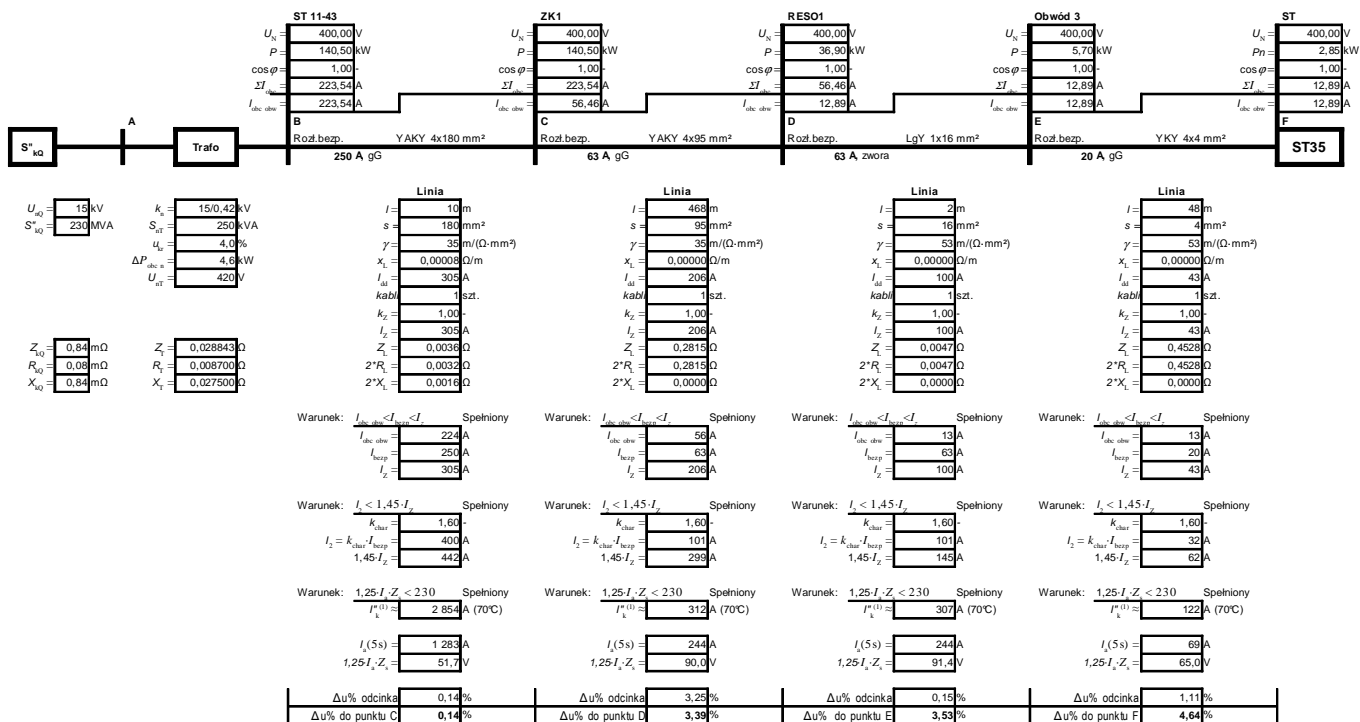 ST 11-43 ZK1 RESO1 Obwód 3 ST
U_N = 400,00 V U_N = 400,00 V U_N = 400,00 V U_N = 400,00 V U_N = 400,00 V
P = 140,50 kW P = 140,50 kW P = 36,90 kW P = 5,70 kW Pn = 2,85 kW
cosφ = 1,00 - cosφ = 1,00 - cosφ = 1,00 - cosφ = 1,00 - cosφ = 1,00 -
ΣI_obc = 223,54 A ΣI_obc = 223,54 A ΣI_obc = 56,46 A ΣI_obc = 12,89 A ΣI_obc = 12,89 A
I_obc obw = 223,54 A I_obc obw = 56,46 A I_obc obw = 12,89 A I_obc obw = 12,89 A I_obc obw = 12,89 A
A B C D E F
S"_kQ Trafo Rozł.bezp. YAKY 4x180 mm² Rozł.bezp. YAKY 4x95 mm² Rozł.bezp. LgY 1x16 mm² Rozł.bezp. YKY 4x4 mm² ST35
250 A, gG 63 A, gG 63 A, zwora 20 A, gG
Linia Linia Linia Linia
U_nQ = 15 kV k_n = 15/0,42 kV l = 10 m l = 468 m l = 2 m l = 48 m
S"_kQ = 230 MVA S_nT = 250 kVA s = 180 mm² s = 95 mm² s = 16 mm² s = 4 mm²
u_kr = 4,0 % γ = 35 m/(Ω·mm²) γ = 35 m/(Ω·mm²) γ = 53 m/(Ω·mm²) γ = 53 m/(Ω·mm²)
ΔP_obc n = 4,6 kW x_L = 0,00008 Ω/m x_L = 0,00000 Ω/m x_L = 0,00000 Ω/m x_L = 0,00000 Ω/m
U_nT = 420 V I_dd = 305 A I_dd = 206 A I_dd = 100 A I_dd = 43 A
kabli 1 szt. kabli 1 szt. kabli 1 szt. kabli 1 szt.
k_Z = 1,00 - k_Z = 1,00 - k_Z = 1,00 - k_Z = 1,00 -
I_Z = 305 A I_Z = 206 A I_Z = 100 A I_Z = 43 A
Z_kQ = 0,84 mΩ Z_T = 0,028843 Ω Z_L = 0,0036 Ω Z_L = 0,2815 Ω Z_L = 0,0047 Ω Z_L = 0,4528 Ω
R_kQ = 0,08 mΩ R_T = 0,008700 Ω 2*R_L = 0,0032 Ω 2*R_L = 0,2815 Ω 2*R_L = 0,0047 Ω 2*R_L = 0,4528 Ω
X_kQ = 0,84 mΩ X_T = 0,027500 Ω 2*X_L = 0,0016 Ω 2*X_L = 0,0000 Ω 2*X_L = 0,0000 Ω 2*X_L = 0,0000 Ω
Warunek: I_obc obw<I_bezp<I_z Spełniony Warunek: I_obc obw<I_bezp<I_z Spełniony Warunek: I_obc obw<I_bezp<I_z Spełniony Warunek: I_obc obw<I_bezp<I_z Spełniony
I_obc obw = 224 A I_obc obw = 56 A I_obc obw = 13 A I_obc obw = 13 A
I_bezp = 250 A I_bezp = 63 A I_bezp = 63 A I_bezp = 20 A
I_Z = 305 A I_Z = 206 A I_Z = 100 A I_Z = 43 A
Warunek: I_2 < 1,45·I_Z Spełniony Warunek: I_2 < 1,45·I_Z Spełniony Warunek: I_2 < 1,45·I_Z Spełniony Warunek: I_2 < 1,45·I_Z Spełniony
k_char = 1,60 - k_char = 1,60 - k_char = 1,60 - k_char = 1,60 -
I_2 = k_char·I_bezp = 400 A I_2 = k_char·I_bezp = 101 A I_2 = k_char·I_bezp = 101 A I_2 = k_char·I_bezp = 32 A
1,45·I_Z = 442 A 1,45·I_Z = 299 A 1,45·I_Z = 145 A 1,45·I_Z = 62 A
Warunek: 1,25·I_a·Z_s < 230 Spełniony Warunek: 1,25·I_a·Z_s < 230 Spełniony Warunek: 1,25·I_a·Z_s < 230 Spełniony Warunek: 1,25·I_a·Z_s < 230 Spełniony
I"_k^(1) ≈ 2 854 A (70°C) I"_k^(1) ≈ 312 A (70°C) I"_k^(1) ≈ 307 A (70°C) I"_k^(1) ≈ 122 A (70°C)
I_a(5s) = 1 283 A I_a(5s) = 244 A I_a(5s) = 244 A I_a(5s) = 69 A
1,25·I_a·Z_s = 51,7 V 1,25·I_a·Z_s = 90,0 V 1,25·I_a·Z_s = 91,4 V 1,25·I_a·Z_s = 65,0 V
Δu% odcinka 0,14 % Δu% odcinka 3,25 % Δu% odcinka 0,15 % Δu% odcinka 1,11 %
Δu% do punktu C 0,14 % Δu% do punktu D 3,39 % Δu% do punktu E 3,53 % Δu% do punktu F 4,64 %